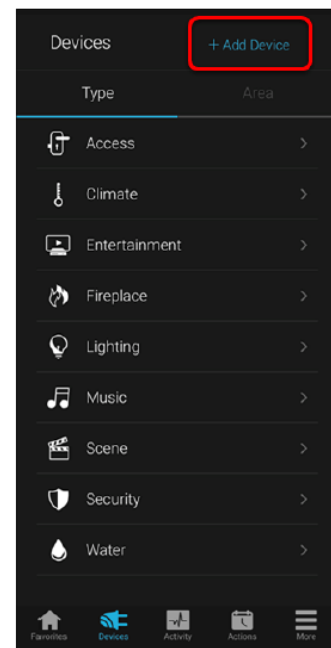 Devices + Add Device
Type Area
Access
Climate
Entertainment
Fireplace
Lighting
Music
Scene
Security
Water
Favorites Devices Activity Actions More